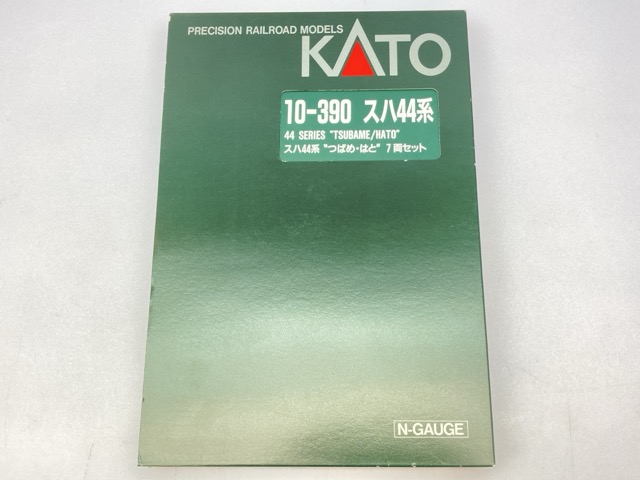 PRECISION RAILROAD MODELS
KATO
10-390 スハ44系
44 SERIES "TSUBAME/HATO"
スハ44系 "つばめ・はと" 7両セット
N-GAUGE